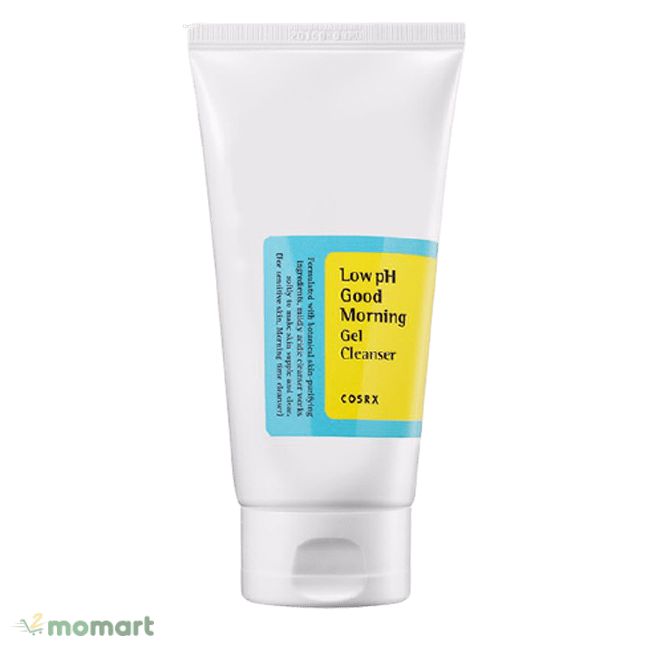 Low pH
Good
Morning
Gel
Cleanser
COSRX
Formulated with botanical skin-purifying
ingredients, mildly acidic cleanser works
softly to make skin supple and clear.
(For sensitive skin, Morning time cleanser)
2momart